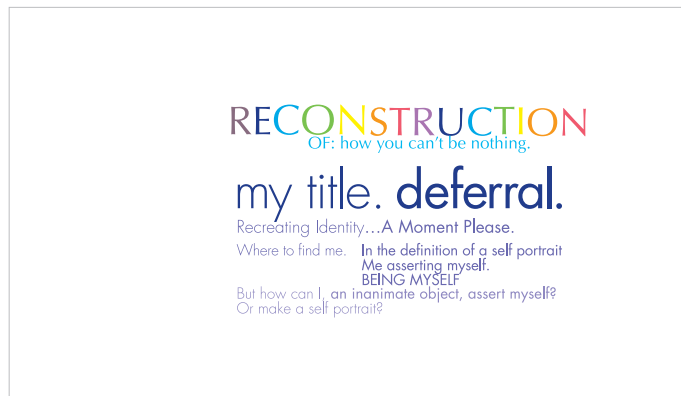 RECONSTRUCTION
OF: how you can't be nothing.
my title. deferral.
Recreating Identity...A Moment Please.
Where to find me. In the definition of a self portrait
Me asserting myself.
BEING MYSELF
But how can I, an inanimate object, assert myself?
Or make a self portrait?